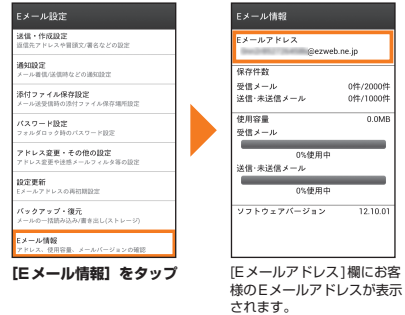 Eメール設定
送信・作成設定
返信先アドレスや冒頭文/署名などの設定
通知設定
メール着信/送信時などの通知設定
添付ファイル保存設定
メール送受信時の添付ファイル保存場所設定
パスワード設定
フォルダロック時のパスワード設定
アドレス変更・その他の設定
アドレス変更や迷惑メールフィルタ等の設定
設定更新
Eメールアドレスの再初期設定
バックアップ・復元
メールの一括読み込み/書き出し(ストレージ)
Eメール情報
アドレス、使用容量、メールバージョンの確認
[Eメール情報] をタップ
Eメール情報
Eメールアドレス
@ezweb.ne.jp
保存件数
受信メール 0件/2000件
送信・未送信メール 0件/1000件
使用容量 0.0MB
受信メール
0%使用中
送信・未送信メール
0%使用中
ソフトウェアバージョン 12.10.01
[Eメールアドレス]欄にお客
様のEメールアドレスが表示
されます。